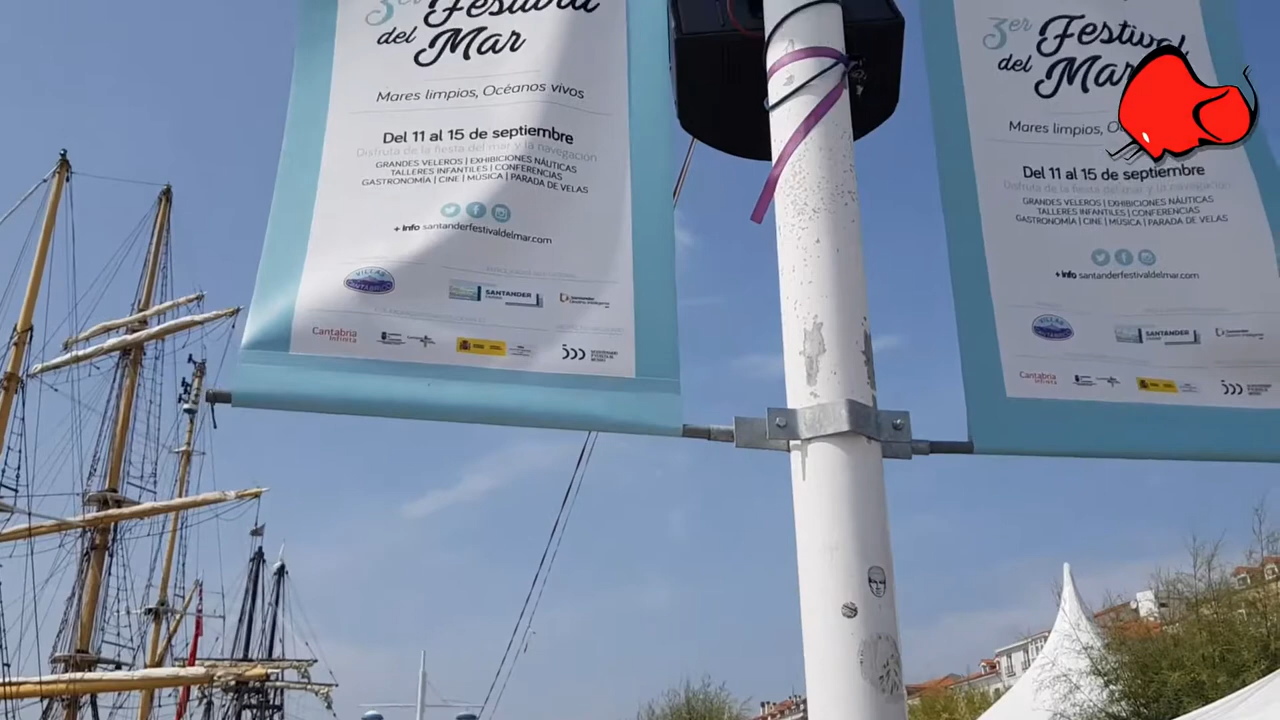 3er Festival
del Mar
Mares limpios, Océanos vivos
Del 11 al 15 de septiembre
Disfruta de la fiesta del mar y la navegación
GRANDES VELEROS | EXHIBICIONES NÁUTICAS
TALLERES INFANTILES | CONFERENCIAS
GASTRONOMÍA | CINE | MÚSICA | PARADA DE VELAS
+ info santanderfestivaldelmar.com
VILLAS
SANTANDER
Cantabria
Infinita
3er Festival
del Mar
Mares limpios,
Del 11 al 15 de septiembre
Disfruta de la fiesta del mar y la navegación
GRANDES VELEROS | EXHIBICIONES NÁUTICAS
TALLERES INFANTILES | CONFERENCIAS
GASTRONOMÍA | CINE | MÚSICA | PARADA DE VELAS
+ info santanderfestivaldelmar.com
SANTANDER
Cantabria
Infinita